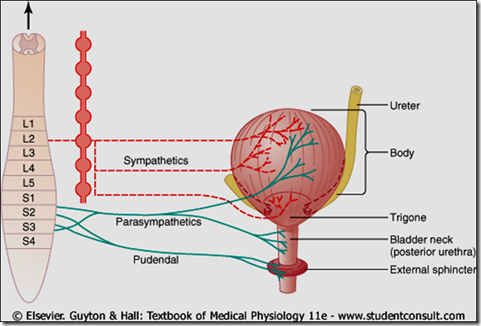 L1
L2
L3
L4
L5
S1
S2
S3
S4
Sympathetics
Parasympathetics
Pudendal
Ureter
Body
Trigone
Bladder neck
(posterior urethra)
External sphincter
© Elsevier. Guyton & Hall: Textbook of Medical Physiology 11e - www.studentconsult.com